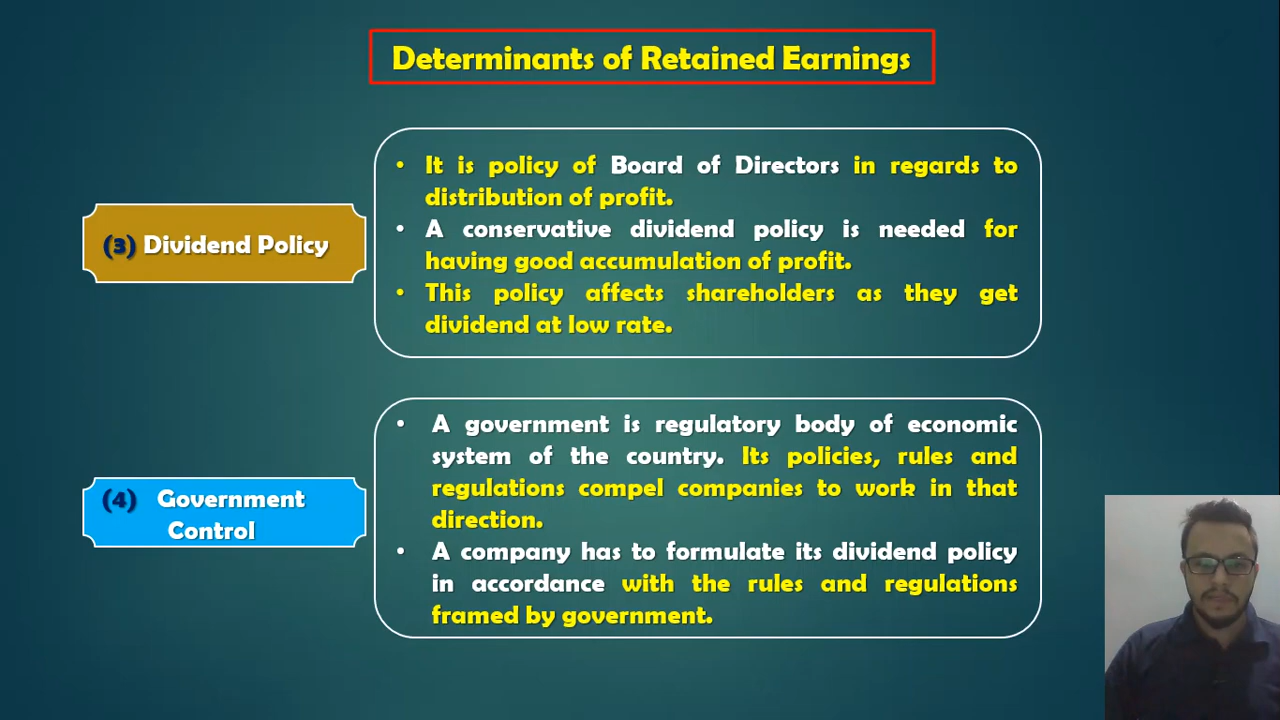 Determinants of Retained Earnings
(3) Dividend Policy
• It is policy of Board of Directors in regards to
distribution of profit.
• A conservative dividend policy is needed for
having good accumulation of profit.
• This policy affects shareholders as they get
dividend at low rate.
(4) Government
Control
• A government is regulatory body of economic
system of the country. Its policies, rules and
regulations compel companies to work in that
direction.
• A company has to formulate its dividend policy
in accordance with the rules and regulations
framed by government.